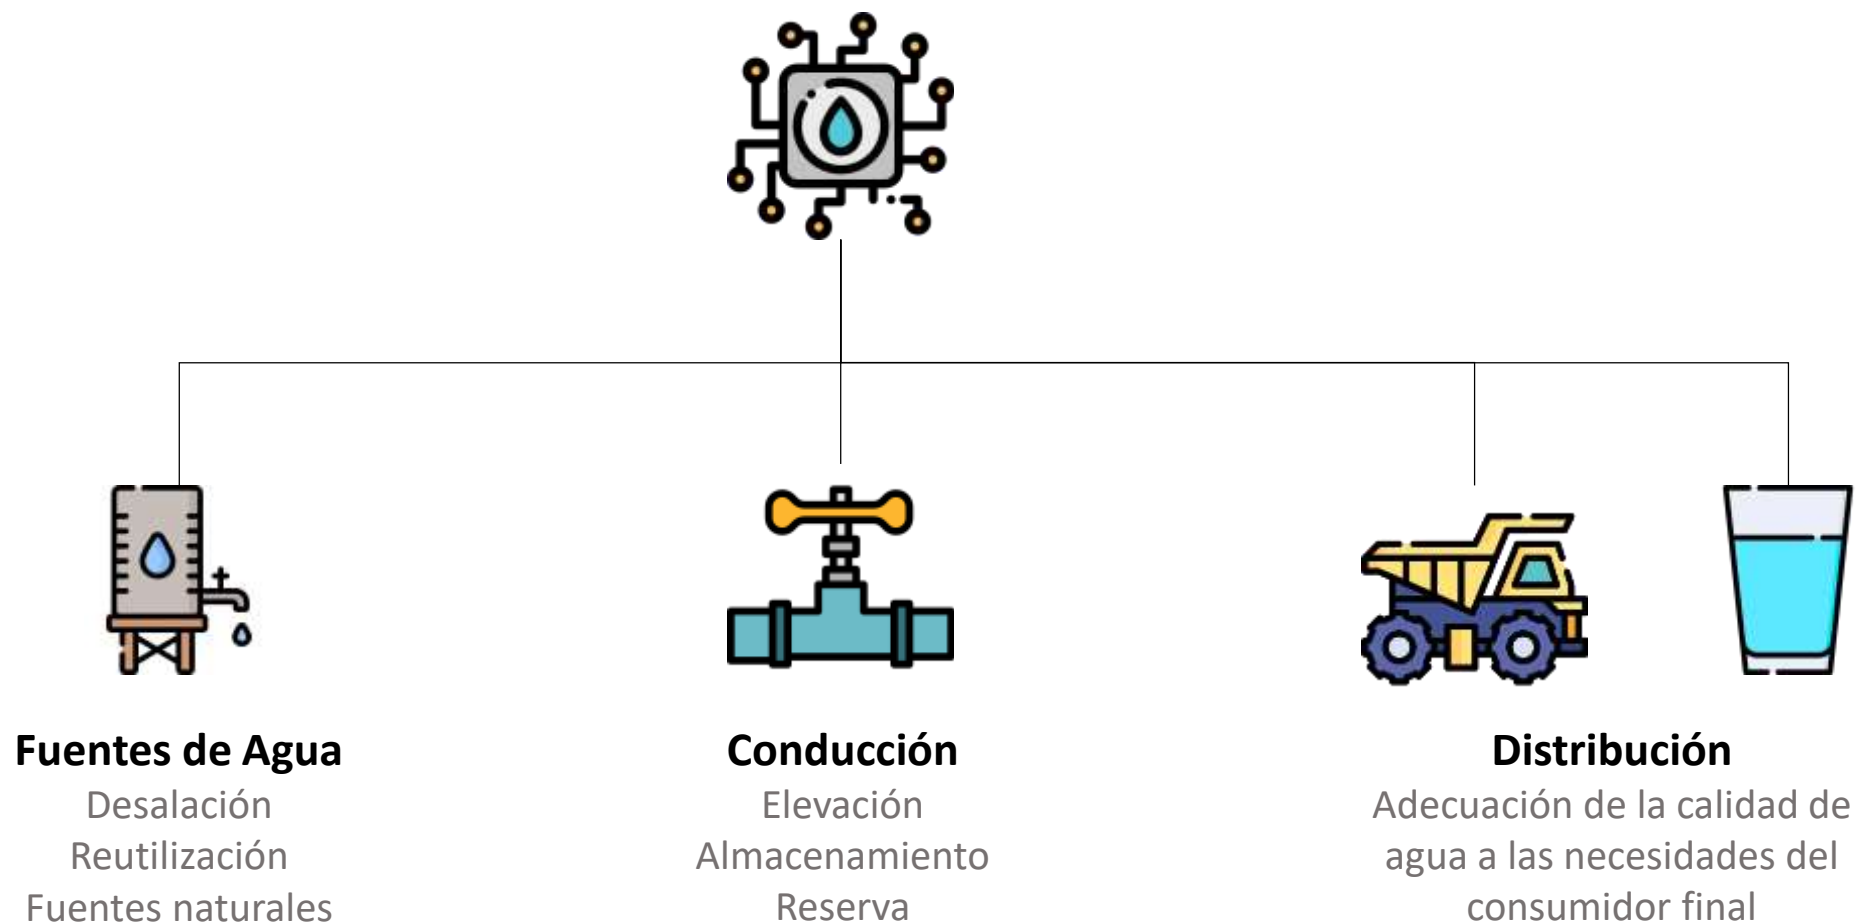 Fuentes de Agua
Desalación
Reutilización
Fuentes naturales
Conducción
Elevación
Almacenamiento
Reserva
Distribución
Adecuación de la calidad de
agua a las necesidades del
consumidor final